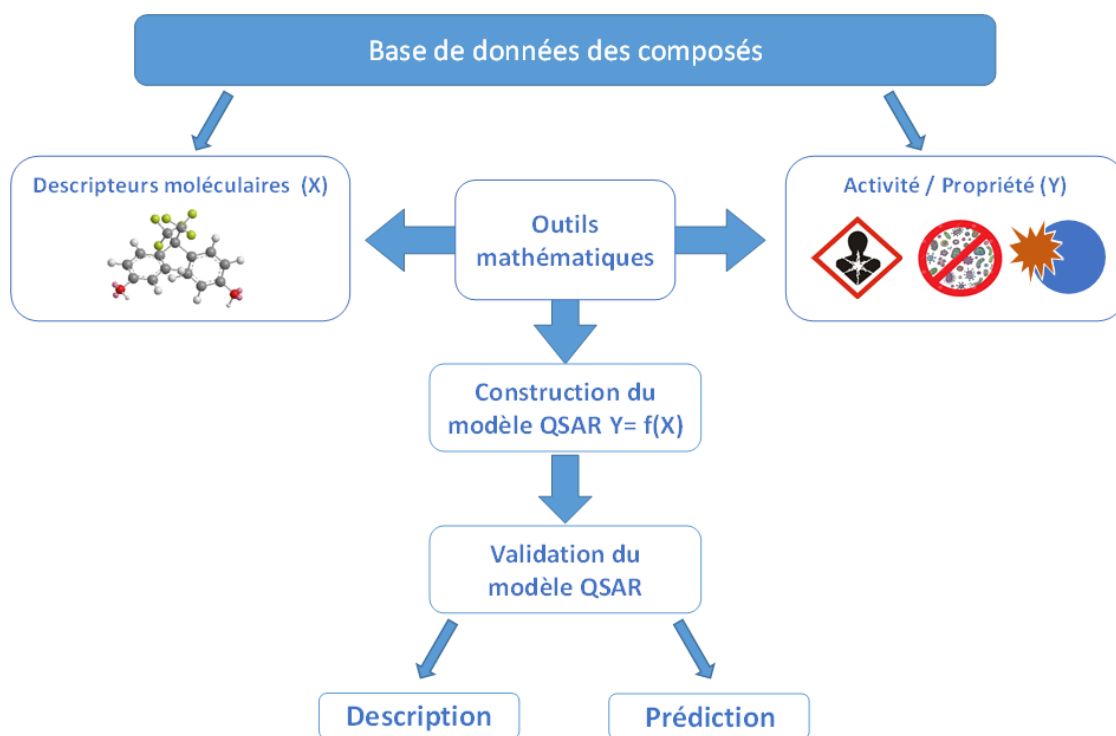 Base de données des composés
Descripteurs moléculaires (X)
Outils
mathématiques
Activité / Propriété (Y)
Construction du
modèle QSAR Y= f(X)
Validation du
modèle QSAR
Description
Prédiction